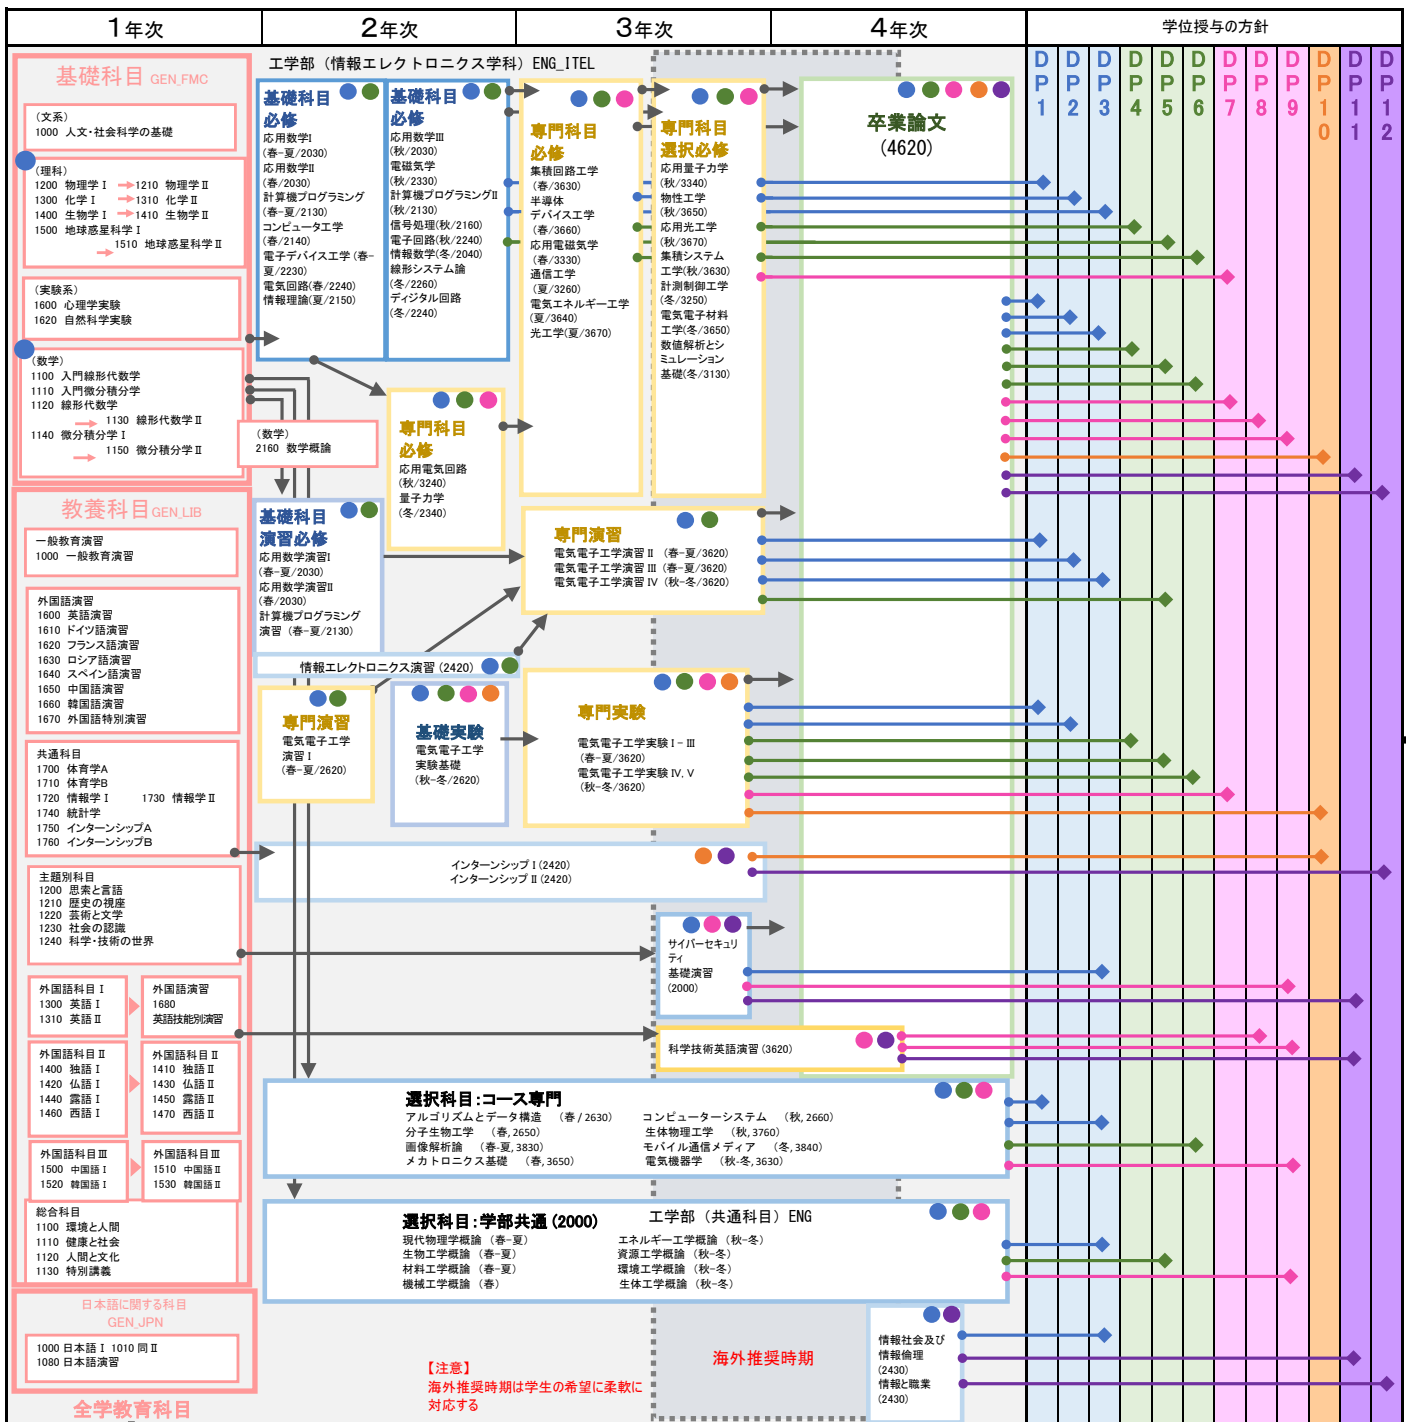 1年次
2年次
3年次
4年次
学位授与の方針
DP1
DP2
DP3
DP4
DP5
DP6
DP7
DP8
DP9
DP10
DP11
DP12
工学部（情報エレクトロニクス学科）ENG_ITEL
基礎科目 GEN_FMC
（文系）
1000 人文・社会科学の基礎
（理科）
1200 物理学Ⅰ 1210 物理学Ⅱ
1300 化学Ⅰ 1310 化学Ⅱ
1400 生物学Ⅰ 1410 生物学Ⅱ
1500 地球惑星科学Ⅰ
1510 地球惑星科学Ⅱ
（実験系）
1600 心理学実験
1620 自然科学実験
（数学）
1100 入門線形代数学
1110 入門微分積分学
1120 線形代数学
1130 線形代数学Ⅱ
1140 微分積分学Ⅰ
1150 微分積分学Ⅱ
（数学）
2160 数学概論
教養科目GEN_LIB
一般教育演習
1000 一般教育演習
外国語演習
1600 英語演習
1610 ドイツ語演習
1620 フランス語演習
1630 ロシア語演習
1640 スペイン語演習
1650 中国語演習
1660 韓国語演習
1670 外国語特別演習
共通科目
1700 体育学A
1710 体育学B
1720 情報学Ⅰ 1730 情報学Ⅱ
1740 統計学
1750 インターンシップA
1760 インターンシップB
主題別科目
1200 思索と言語
1210 歴史の視座
1220 芸術と文学
1230 社会の認識
1240 科学・技術の世界
外国語科目Ⅰ
1300 英語Ⅰ
1310 英語Ⅱ
外国語演習
1680
英語技能別演習
外国語科目Ⅱ
1400 独語Ⅰ
1420 仏語Ⅰ
1440 露語Ⅰ
1460 西語Ⅰ
外国語科目Ⅱ
1410 独語Ⅱ
1430 仏語Ⅱ
1450 露語Ⅱ
1470 西語Ⅱ
外国語科目Ⅲ
1500 中国語Ⅰ
1520 韓国語Ⅰ
外国語科目Ⅲ
1510 中国語Ⅱ
1530 韓国語Ⅱ
総合科目
1100 環境と人間
1110 健康と社会
1120 人間と文化
1130 特別講義
日本語に関する科目
GEN_JPN
1000 日本語Ⅰ 1010 同Ⅱ
1080 日本語演習
全学教育科目
基礎科目
必修
応用数学Ⅰ
(春-夏/2030)
応用数学Ⅱ
(春/2030)
計算機プログラミング
(春-夏/2130)
コンピュータ工学
(春/2140)
電子デバイス工学（春-
夏/2230)
電気回路(春/2240)
情報理論(夏/2150)
基礎科目
必修
応用数学Ⅲ
(秋/2030)
電磁気学
(秋/2330)
計算機プログラミングⅡ
(秋/2130)
信号処理(秋/2160)
電子回路(秋/2240)
情報数学(冬/2040)
線形システム論
(冬/2260)
ディジタル回路
(冬/2240)
専門科目
必修
応用電気回路
(秋/3240)
量子力学
(冬/2340)
専門科目
必修
集積回路工学
(春/3630)
半導体
デバイス工学
(春/3660)
応用電磁気学
(春/3330)
通信工学
(夏/3260)
電気エネルギー工学
(夏/3640)
光工学(夏/3670)
専門科目
選択必修
応用量子力学
(秋/3340)
物性工学
(秋/3650)
応用光工学
(秋/3670)
集積システム
工学(秋/3630)
計測制御工学
(冬/3250)
電気電子材料
工学(冬/3650)
数値解析とシ
ミュレーション
基礎(冬/3130)
卒業論文
(4620)
基礎科目
演習必修
応用数学演習Ⅰ
(春-夏/2030)
応用数学演習Ⅱ
(春/2030)
計算機プログラミング
演習（春-夏/2130)
情報エレクトロニクス演習(2420)
専門演習
電気電子工学演習Ⅱ（春-夏/3620)
電気電子工学演習Ⅲ（春-夏/3620)
電気電子工学演習Ⅳ（秋-冬/3620)
専門演習
電気電子工学
演習Ⅰ
(春-夏/2620)
基礎実験
電気電子工学
実験基礎
(秋-冬/2620)
専門実験
電気電子工学実験Ⅰ-Ⅲ
(春-夏/3620)
電気電子工学実験Ⅳ, Ⅴ
(秋-冬/3620)
インターンシップⅠ(2420)
インターンシップⅡ(2420)
サイバーセキュリ
ティ
基礎演習
(2000)
科学技術英語演習(3620)
選択科目:コース専門
アルゴリズムとデータ構造 （春/2630） コンピューターシステム （秋, 2660)
分子生物工学 （春, 2650) 生体物理工学 （秋, 3760)
画像解析論 （春-夏, 3830) モバイル通信メディア （冬, 3840)
メカトロニクス基礎 （春, 3650) 電気機器学 （秋-冬, 3630)
選択科目:学部共通(2000)
工学部（共通科目）ENG
現代物理学概論（春-夏） エネルギー工学概論（秋-冬）
生物工学概論（春-夏） 資源工学概論（秋-冬）
材料工学概論（春-夏） 環境工学概論（秋-冬）
機械工学概論（春） 生体工学概論（秋-冬）
情報社会及び
情報倫理
(2430)
情報と職業
(2430)
海外推奨時期
【注意】
海外推奨時期は学生の希望に柔軟に
対応する